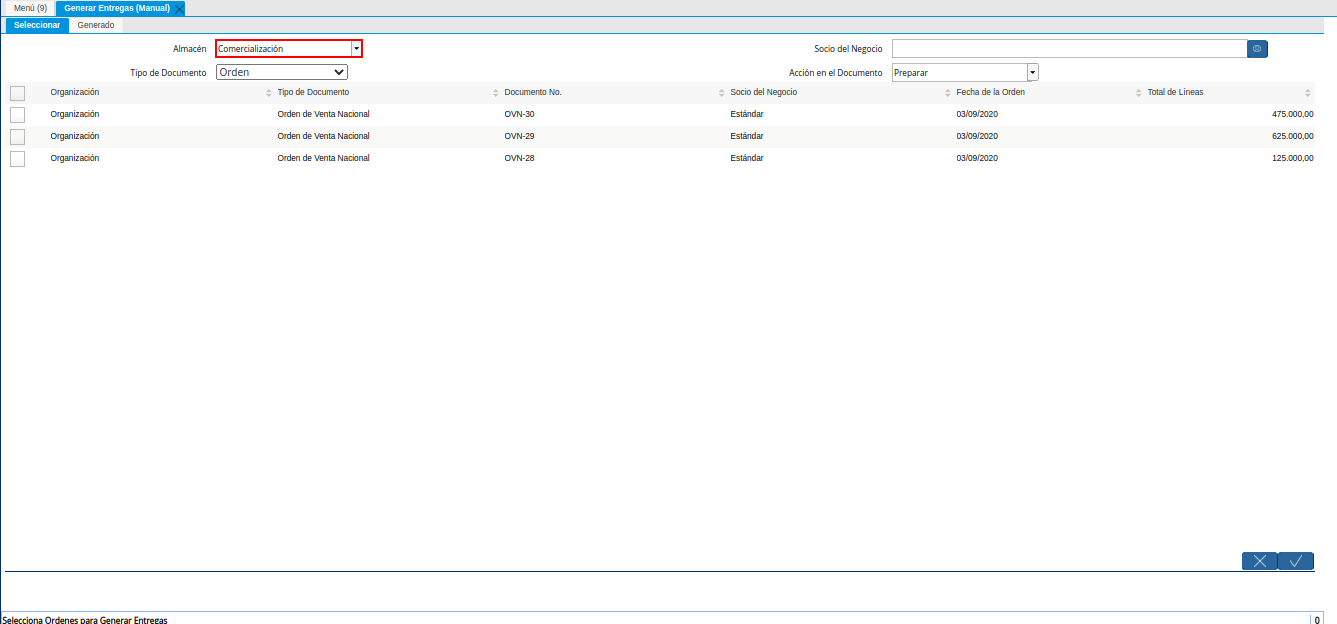 Menú (9) Generar Entregas (Manual)
Seleccionar Generado
Almacén Comercialización Socio del Negocio
Tipo de Documento Orden Acción en el Documento Preparar
Organización Tipo de Documento Documento No. Socio del Negocio Fecha de la Orden Total de Líneas
Organización Orden de Venta Nacional OVN-30 Estándar 03/09/2020 475.000,00
Organización Orden de Venta Nacional OVN-29 Estándar 03/09/2020 625.000,00
Organización Orden de Venta Nacional OVN-28 Estándar 03/09/2020 125.000,00
Selecciona Ordenes para Generar Entregas 0